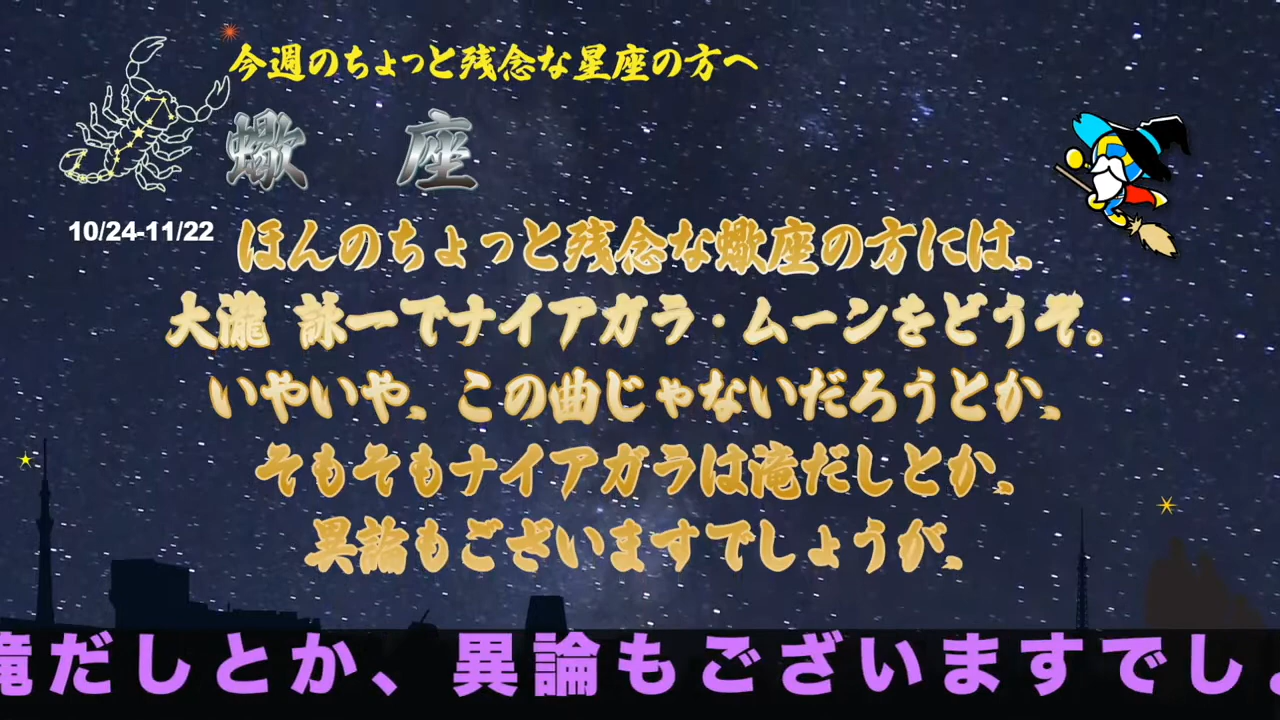 今週のちょっと残念な星座の方へ
蠍　座
10/24-11/22
ほんのちょっと残念な蠍座の方には、
大瀧 詠一でナイアガラ・ムーンをどうぞ。
いやいや、この曲じゃないだろうとか、
そもそもナイアガラは滝だしとか、
異論もございますでしょうが、
滝だしとか、異論もございますでしょ